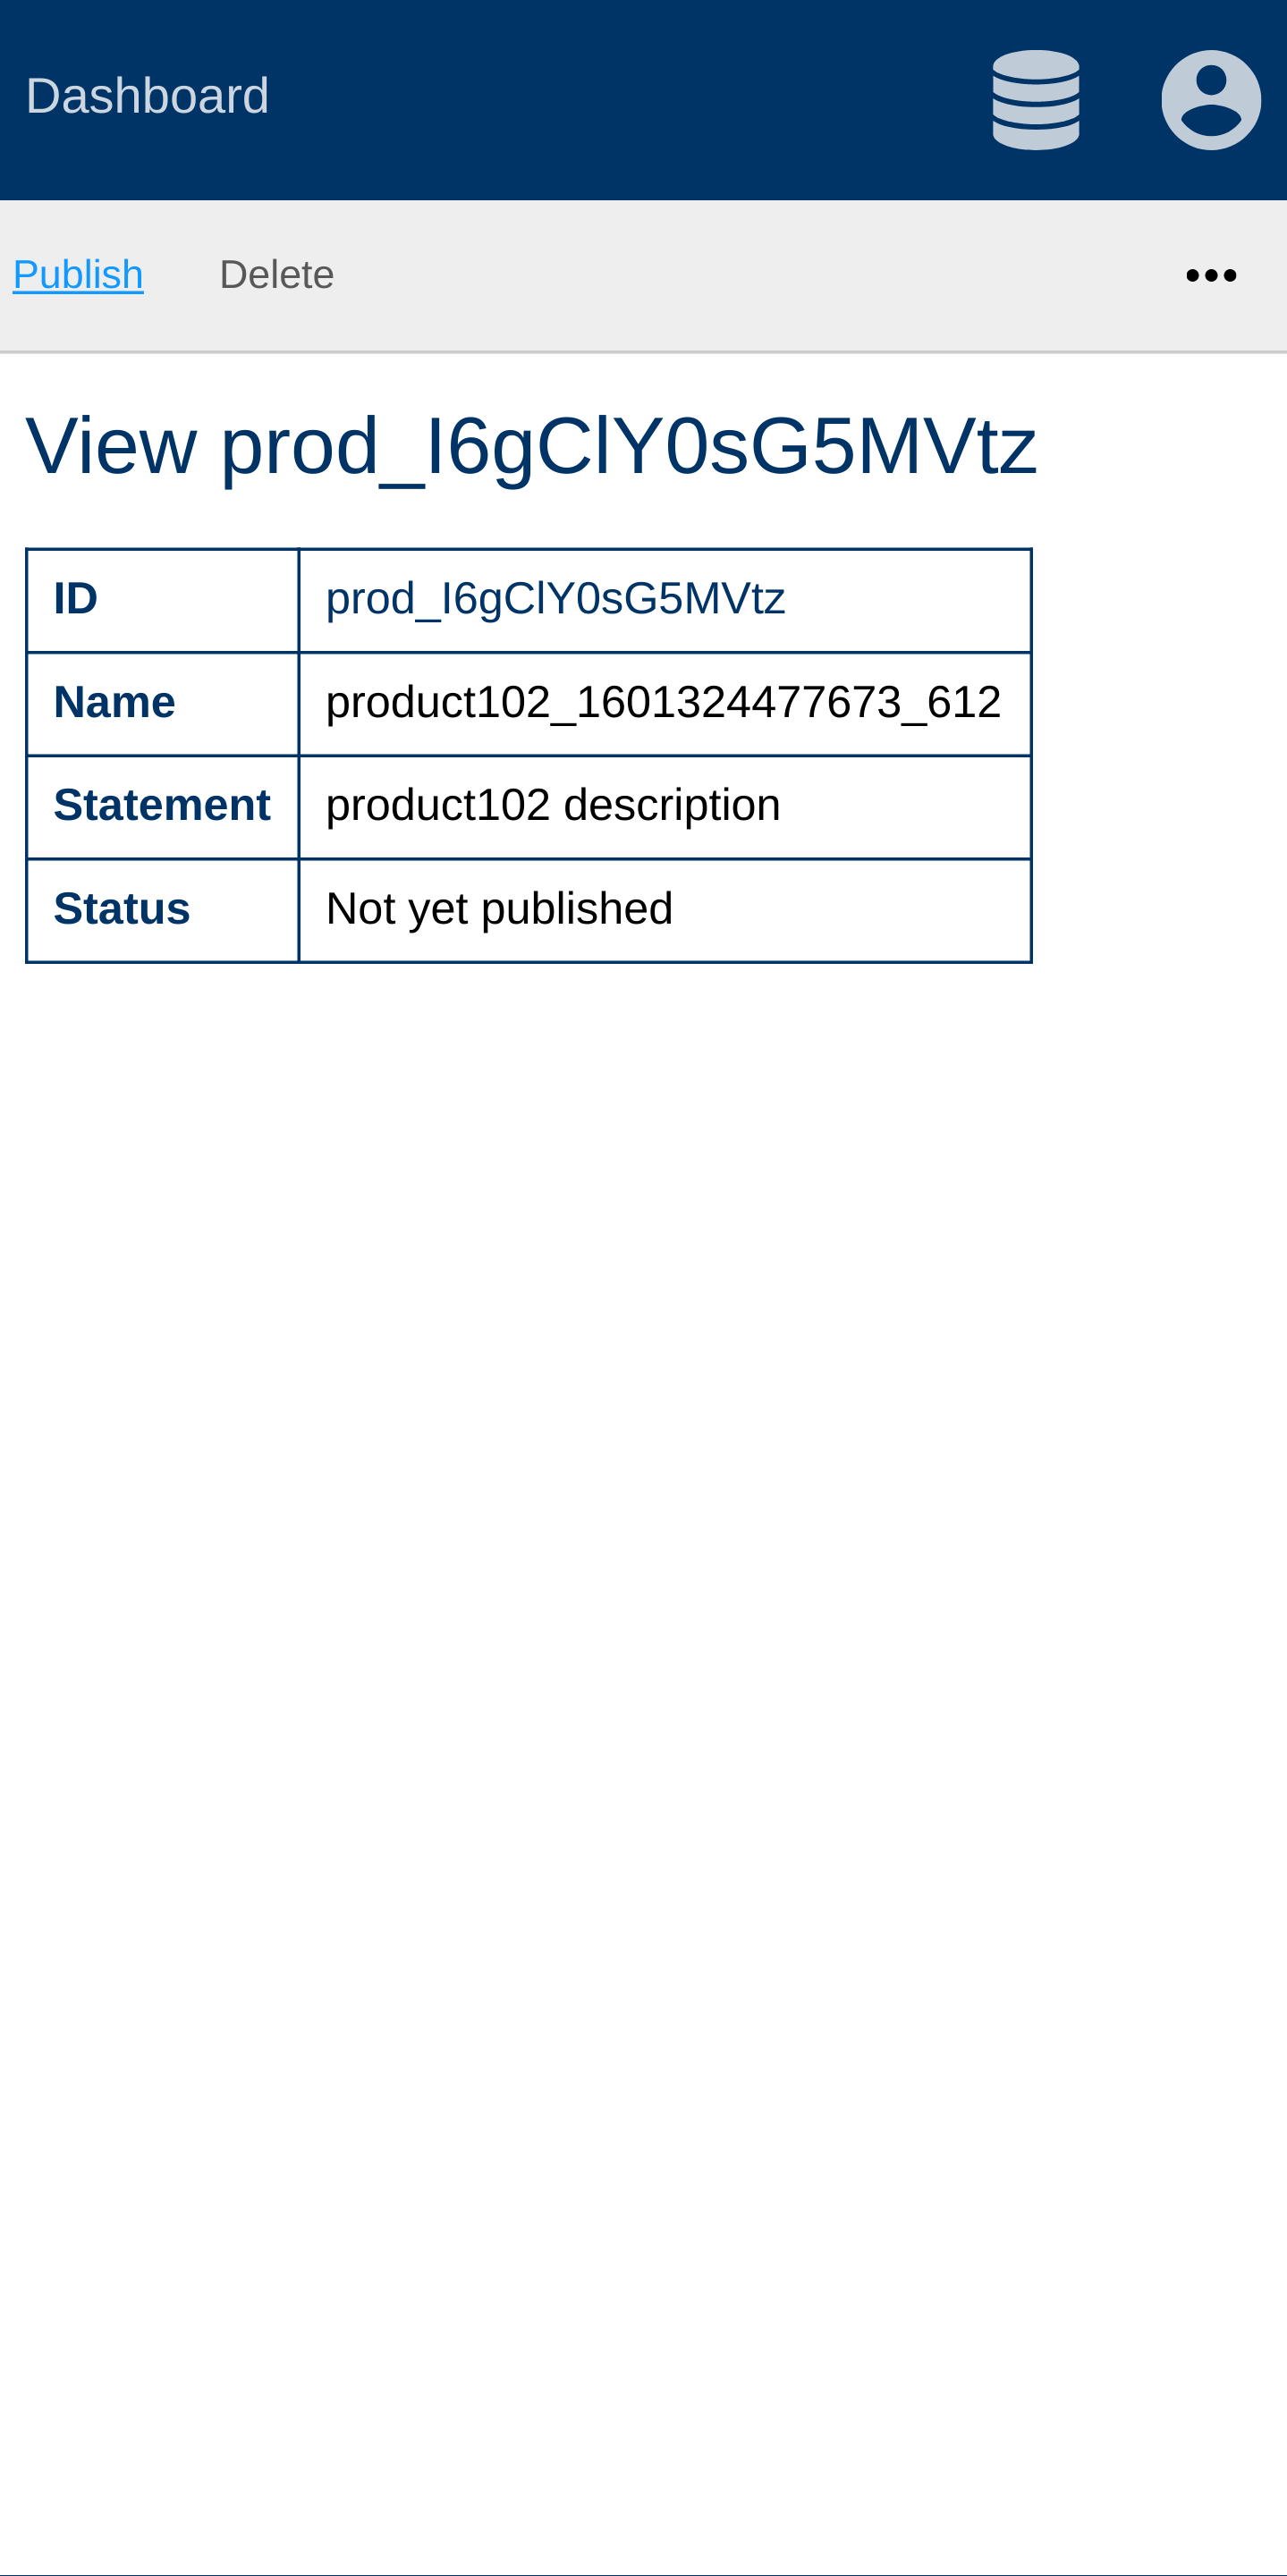 Dashboard
Publish Delete
View prod_I6gClY0sG5MVtz
ID prod_I6gClY0sG5MVtz
Name product102_1601324477673_612
Statement product102 description
Status Not yet published